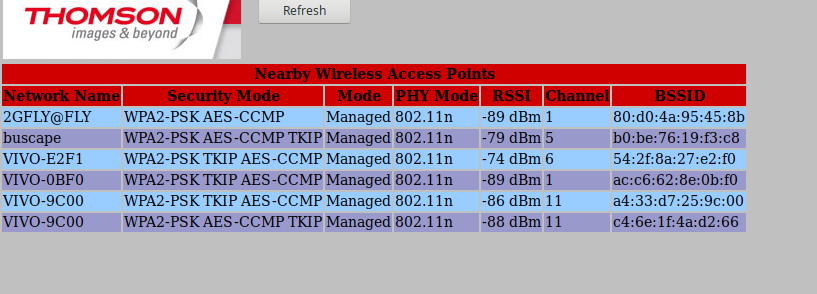 THOMSON
images & beyond
Refresh
Nearby Wireless Access Points
Network Name Security Mode Mode PHY Mode RSSI Channel BSSID
2GFLY@FLY WPA2-PSK AES-CCMP Managed 802.11n -89 dBm 1 80:d0:4a:95:45:8b
buscape WPA2-PSK AES-CCMP TKIP Managed 802.11n -79 dBm 5 b0:be:76:19:f3:c8
VIVO-E2F1 WPA2-PSK TKIP AES-CCMP Managed 802.11n -74 dBm 6 54:2f:8a:27:e2:f0
VIVO-0BF0 WPA2-PSK TKIP AES-CCMP Managed 802.11n -89 dBm 1 ac:c6:62:8e:0b:f0
VIVO-9C00 WPA2-PSK TKIP AES-CCMP Managed 802.11n -86 dBm 11 a4:33:d7:25:9c:00
VIVO-9C00 WPA2-PSK AES-CCMP TKIP Managed 802.11n -88 dBm 11 c4:6e:1f:4a:d2:66